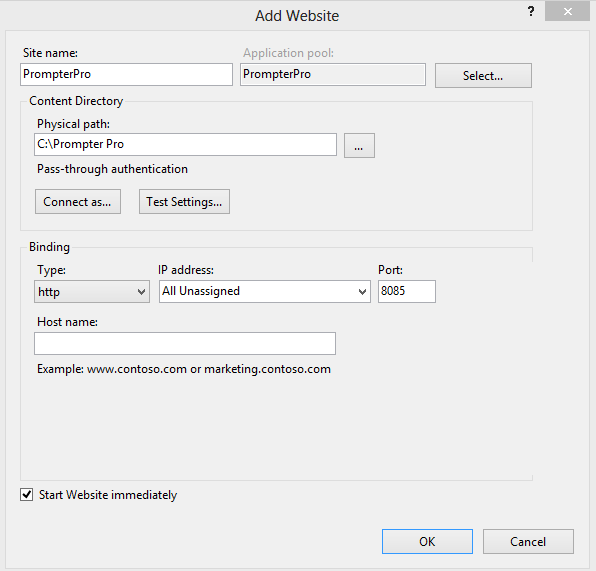 Add Website
?
Site name:
Application pool:
PrompterPro
PrompterPro
Select...
Content Directory
Physical path:
C:\Prompter Pro
...
Pass-through authentication
Connect as...
Test Settings...
Binding
Type:
IP address:
Port:
http
All Unassigned
8085
Host name:
Example: www.contoso.com or marketing.contoso.com
Start Website immediately
OK
Cancel